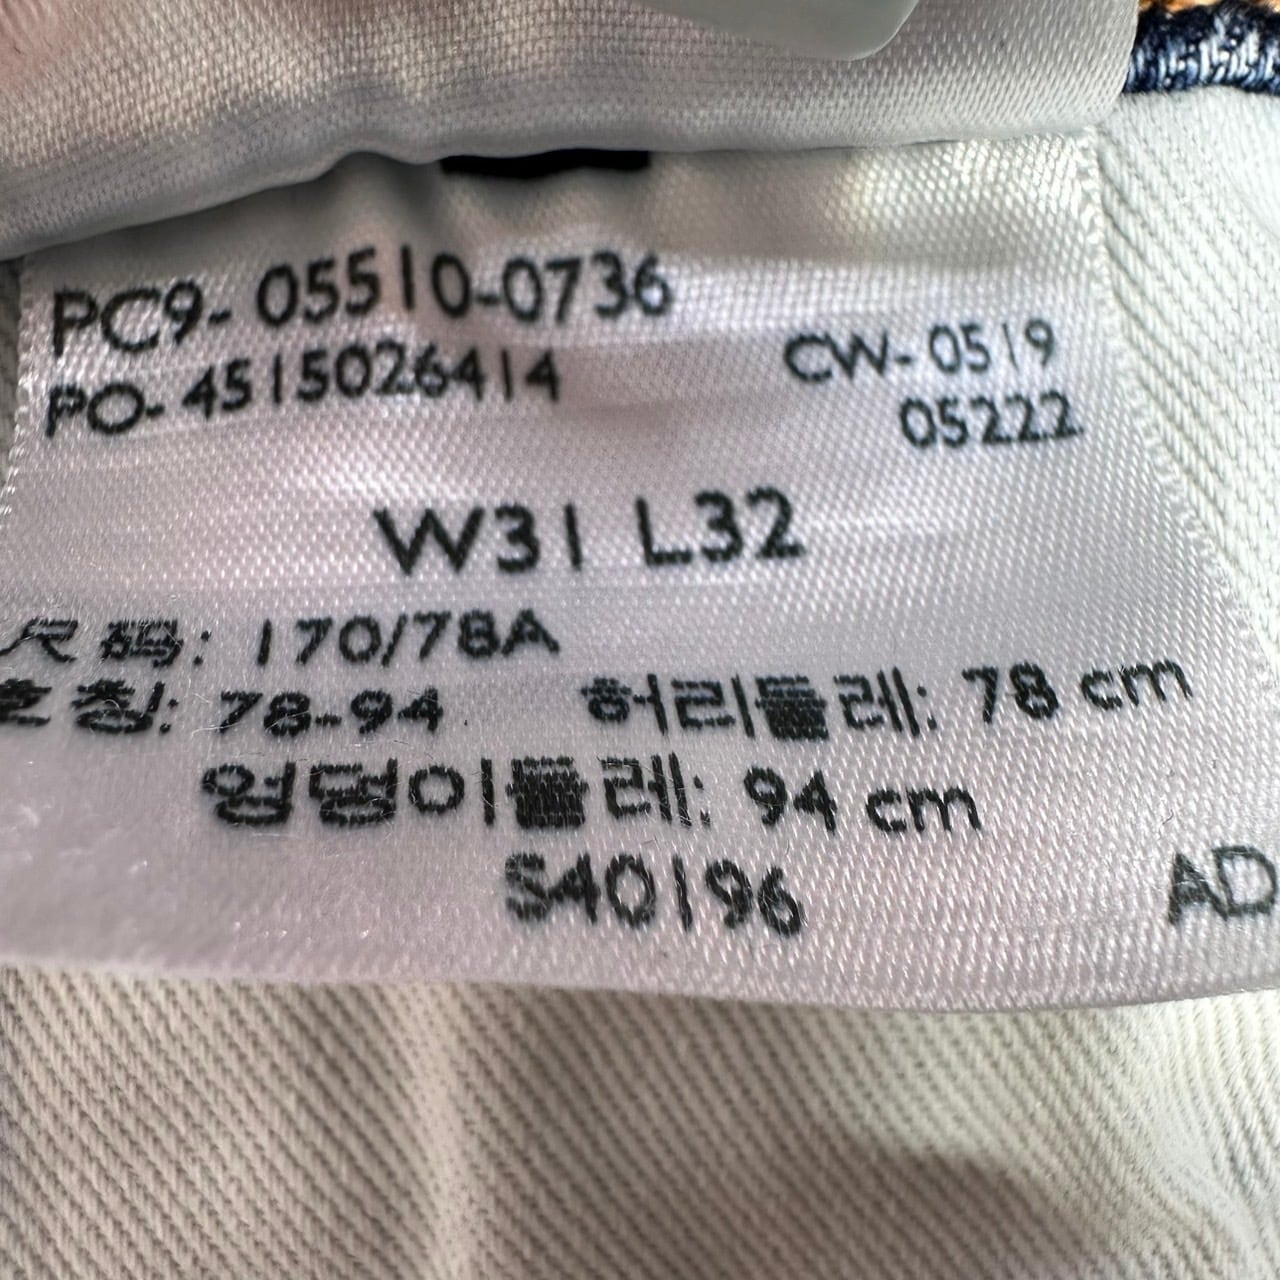 PC9-05510-0736
PO-4515026414 CW-0519
05222
W31 L32
尺码: 170/78A
호칭: 78-94 허리둘레: 78 cm
엉덩이둘레: 94 cm
S40196 AD